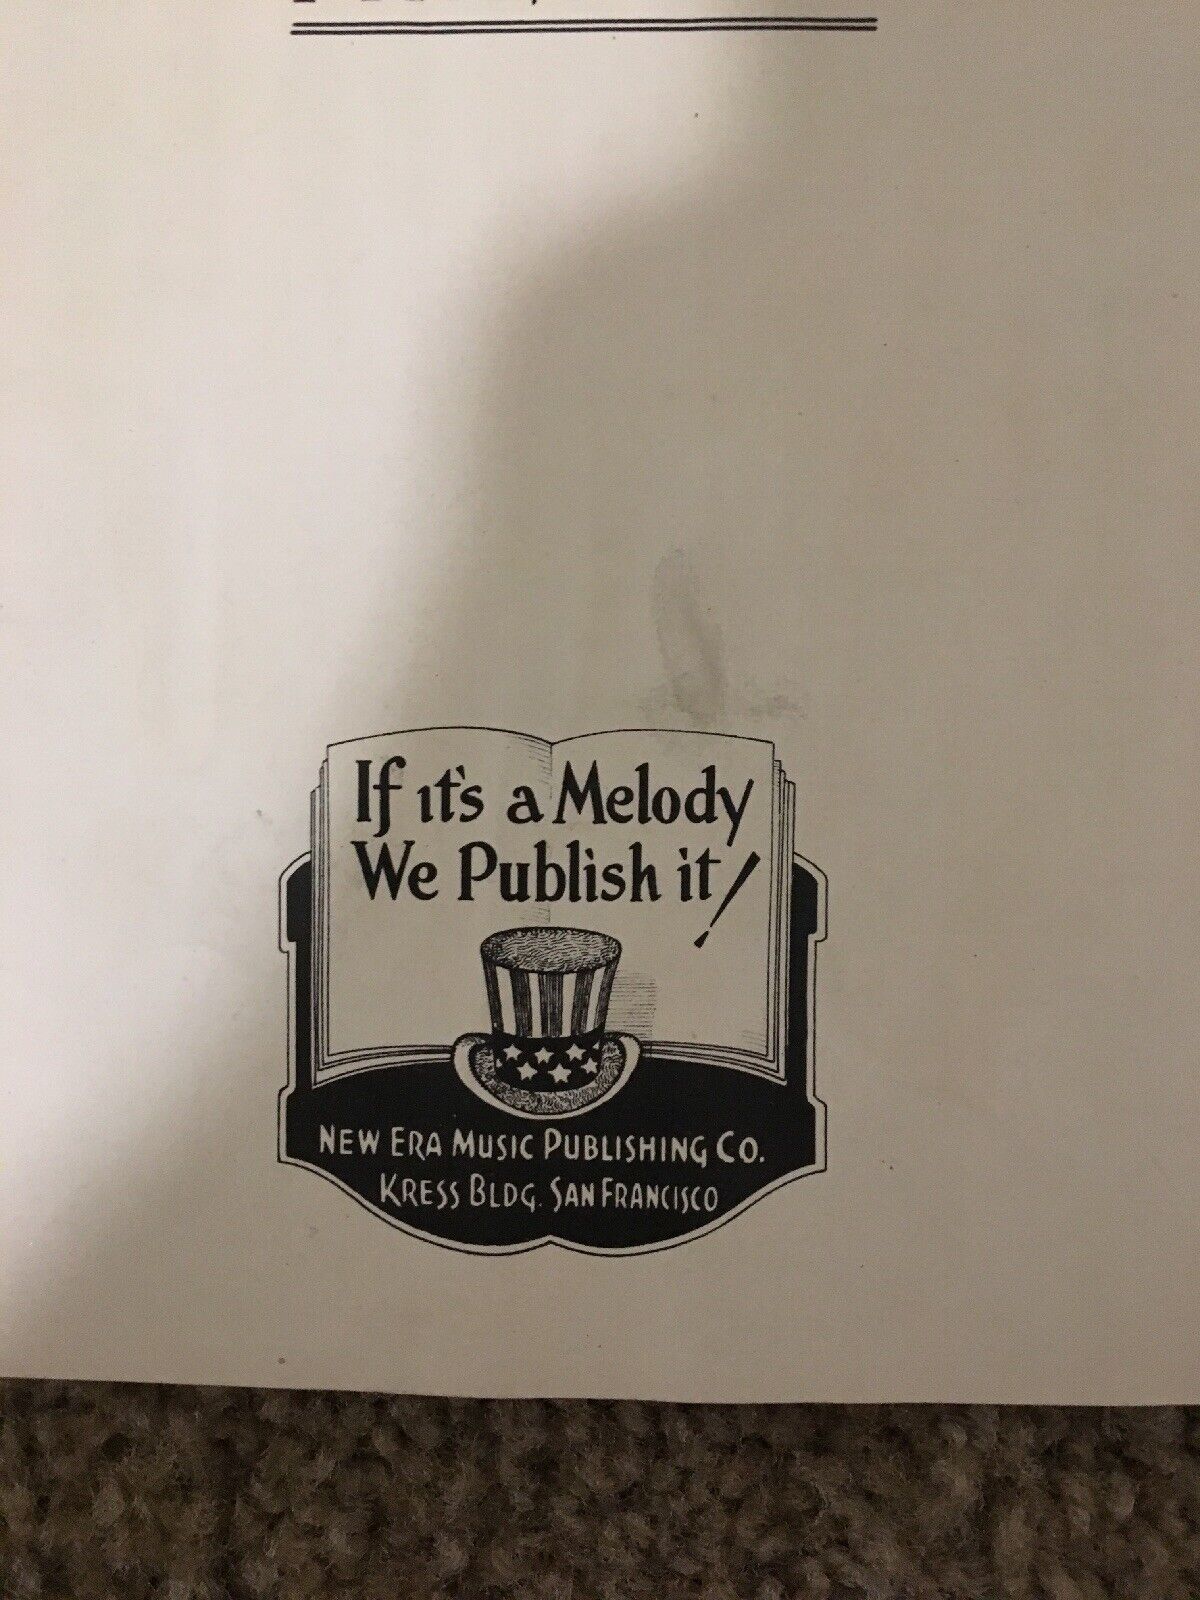 If it's a Melody
We Publish it!
NEW ERA MUSIC PUBLISHING CO.
KRESS BLDG. SAN FRANCISCO